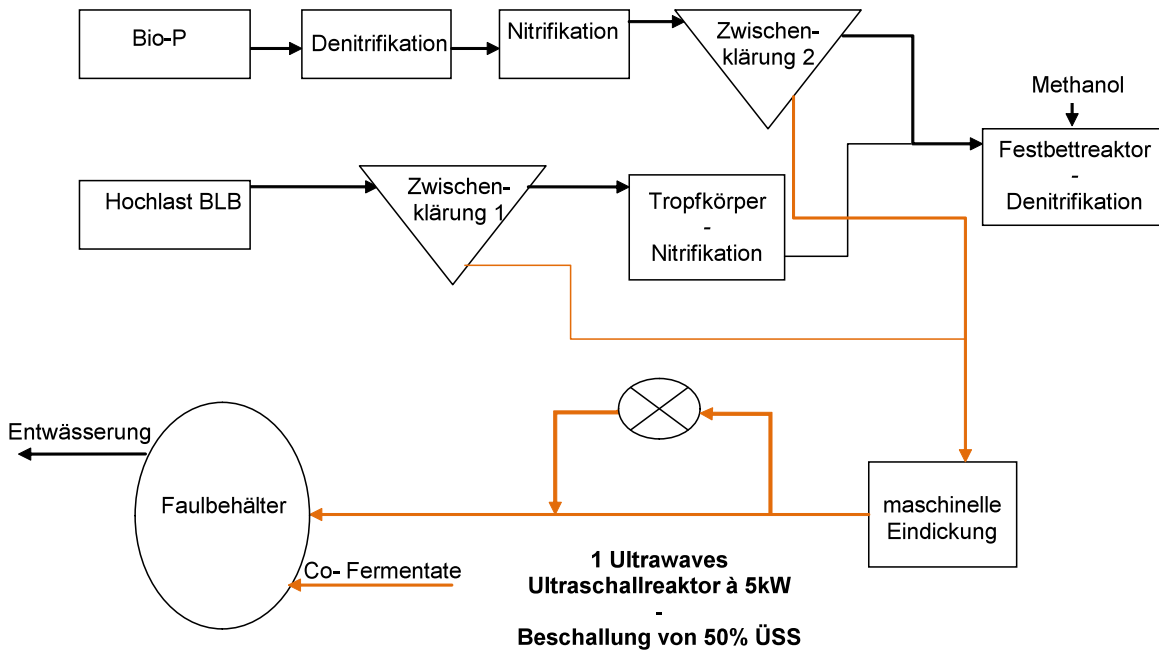 Bio-P
Denitrifikation
Nitrifikation
Zwischen-
klärung 2
Methanol
Festbettreaktor
-
Denitrifikation
Hochlast BLB
Zwischen-
klärung 1
Tropfkörper
-
Nitrifikation
Entwässerung
Faulbehälter
maschinelle
Eindickung
Co- Fermentate
1 Ultrawaves
Ultraschallreaktor à 5kW
-
Beschallung von 50% ÜSS